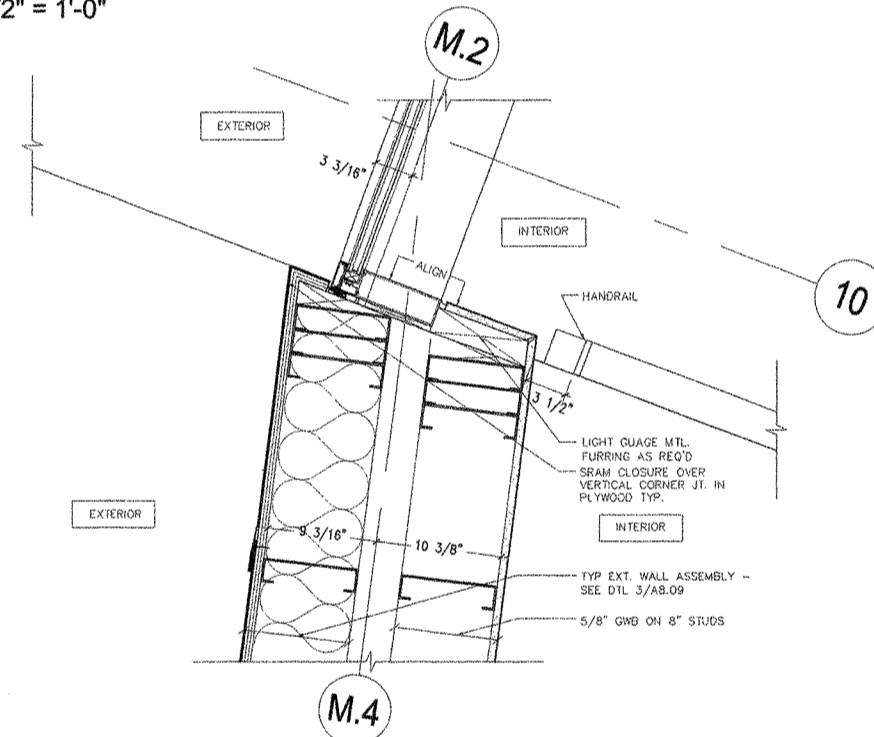 /2" = 1'-0"
M.2
EXTERIOR
3 3/16"
INTERIOR
ALIGN
10
HANDRAIL
3 1/2"
LIGHT GUAGE MTL.
FURRING AS REQ'D
SRAM CLOSURE OVER
VERTICAL CORNER JT. IN
PLYWOOD TYP.
EXTERIOR
INTERIOR
9 3/16"
10 3/8"
TYP EXT. WALL ASSEMBLY -
SEE DTL 3/A8.09
5/8" GWB ON 8" STUDS
M.4